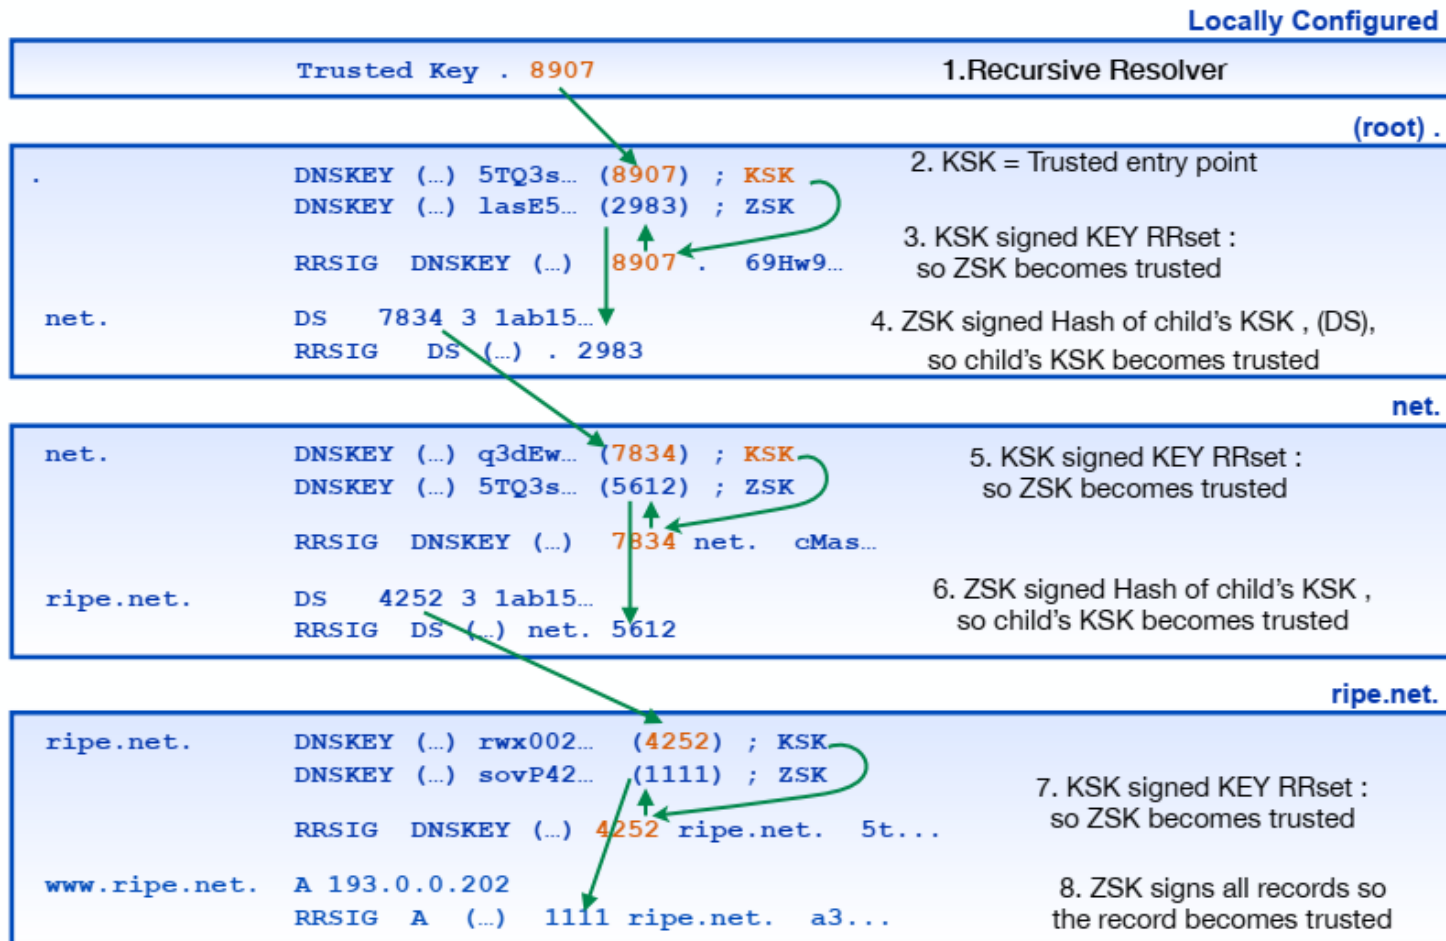 Locally Configured
Trusted Key . 8907 1.Recursive Resolver
(root) .
. DNSKEY (…) 5TQ3s… (8907) ; KSK 2. KSK = Trusted entry point
DNSKEY (…) lasE5… (2983) ; ZSK
3. KSK signed KEY RRset :
RRSIG DNSKEY (…) 8907 . 69Hw9… so ZSK becomes trusted
net. DS 7834 3 1ab15… 4. ZSK signed Hash of child's KSK , (DS),
RRSIG DS (…) . 2983 so child's KSK becomes trusted
net.
net. DNSKEY (…) q3dEw… (7834) ; KSK 5. KSK signed KEY RRset :
DNSKEY (…) 5TQ3s… (5612) ; ZSK so ZSK becomes trusted
RRSIG DNSKEY (…) 7834 net. cMas…
ripe.net. DS 4252 3 1ab15… 6. ZSK signed Hash of child's KSK ,
RRSIG DS (…) net. 5612 so child's KSK becomes trusted
ripe.net.
ripe.net. DNSKEY (…) rwx002… (4252) ; KSK
DNSKEY (…) sovP42… (1111) ; ZSK 7. KSK signed KEY RRset :
RRSIG DNSKEY (…) 4252 ripe.net. 5t... so ZSK becomes trusted
www.ripe.net. A 193.0.0.202 8. ZSK signs all records so
RRSIG A (…) 1111 ripe.net. a3... the record becomes trusted